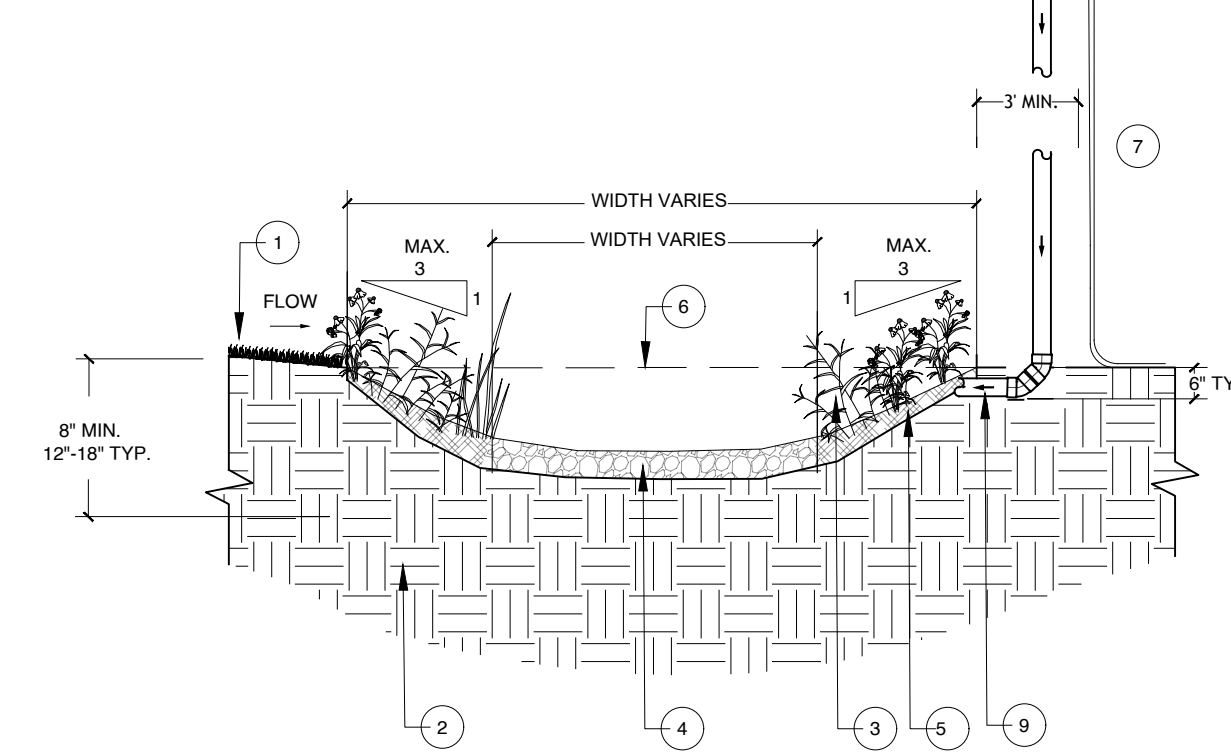 3' MIN.
7
WIDTH VARIES
WIDTH VARIES
1
MAX.
3
1
MAX.
3
1
FLOW
6
6" TY
8" MIN.
12"-18" TYP.
2
4
3
5
9